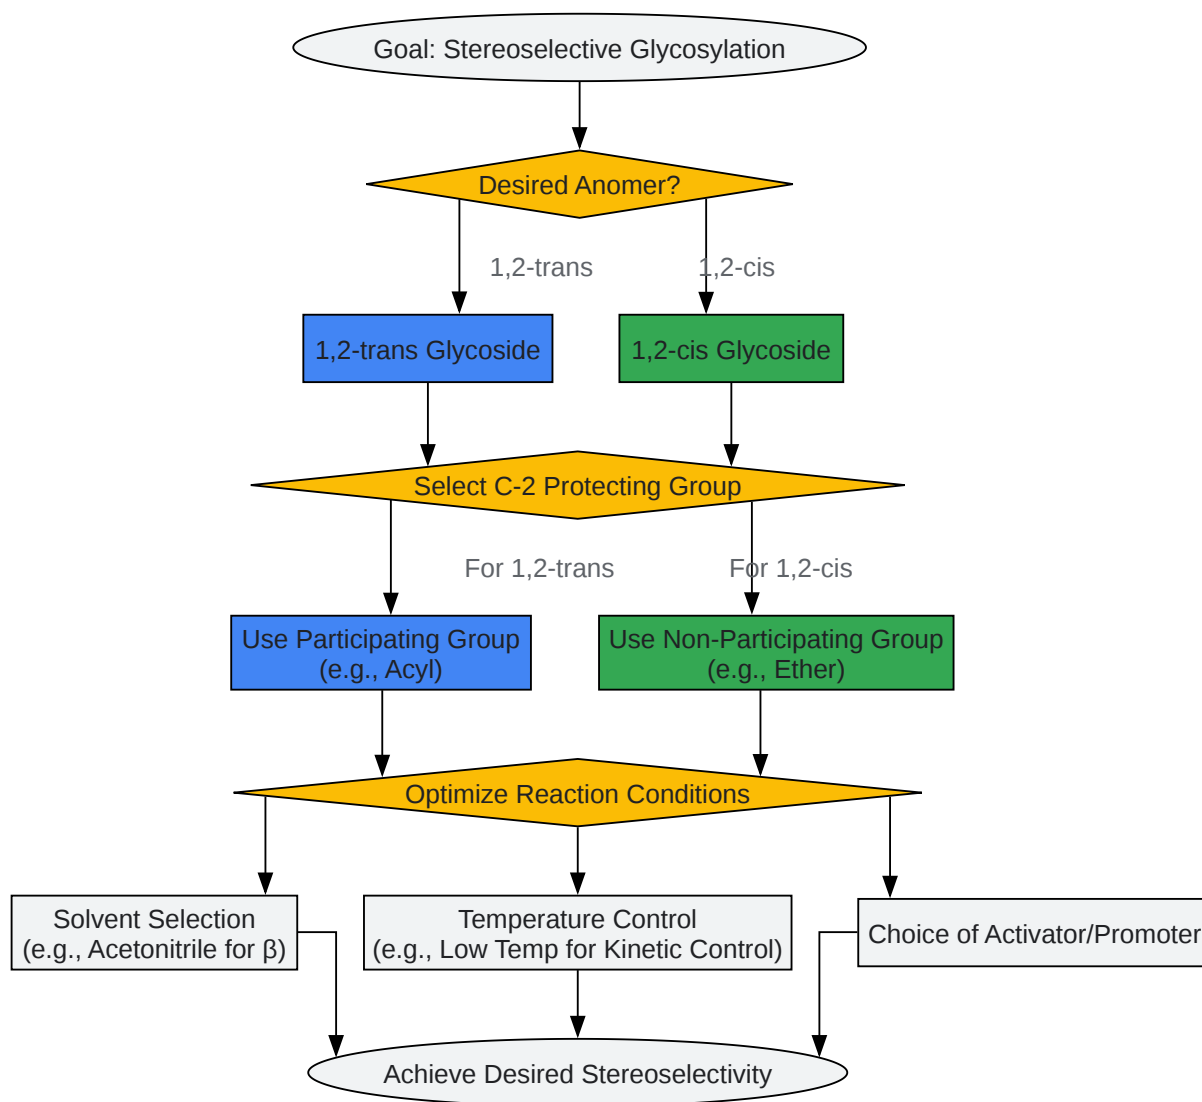 Goal: Stereoselective Glycosylation
Desired Anomer?
1,2-trans
1,2-cis
1,2-trans Glycoside
1,2-cis Glycoside
Select C-2 Protecting Group
For 1,2-trans
For 1,2-cis
Use Participating Group
(e.g., Acyl)
Use Non-Participating Group
(e.g., Ether)
Optimize Reaction Conditions
Solvent Selection
(e.g., Acetonitrile for β)
Temperature Control
(e.g., Low Temp for Kinetic Control)
Choice of Activator/Promoter
Achieve Desired Stereoselectivity